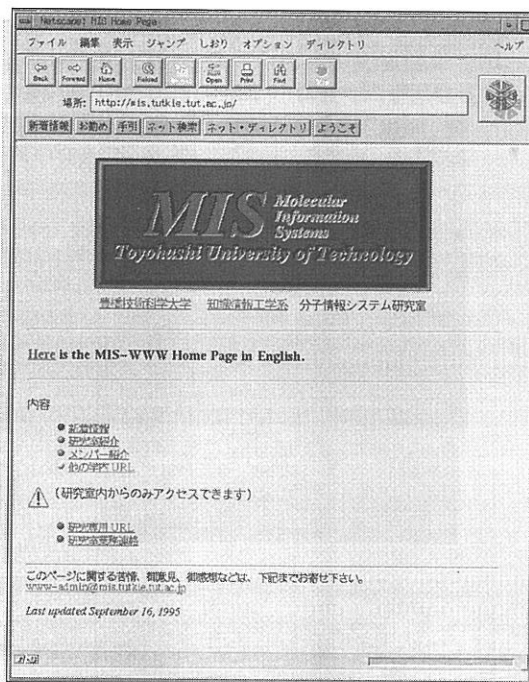 Netscape: MIS Home Page
ファイル 編集 表示 ジャンプ しおり オプション ディレクトリ ヘルプ
Back Forward Home Reload Open Print Find
場所: http://mis.tutkie.tut.ac.jp/
新着情報 お勧め 手引 ネット検索 ネット・ディレクトリ ようこそ
MIS Molecular
Information
Systems
Toyohashi University of Technology
豊橋技術科学大学 知識情報工学系 分子情報システム研究室
Here is the MIS-WWW Home Page in English.
内容
新着情報
研究室紹介
メンバー紹介
他の学内 URL
(研究室内からのみアクセスできます)
研究専用 URL
研究室業務連絡
このページに関する苦情、御意見、御感想などは、下記までお寄せ下さい。
www-admin@mis.tutkie.tut.ac.jp
Last updated September 16, 1995